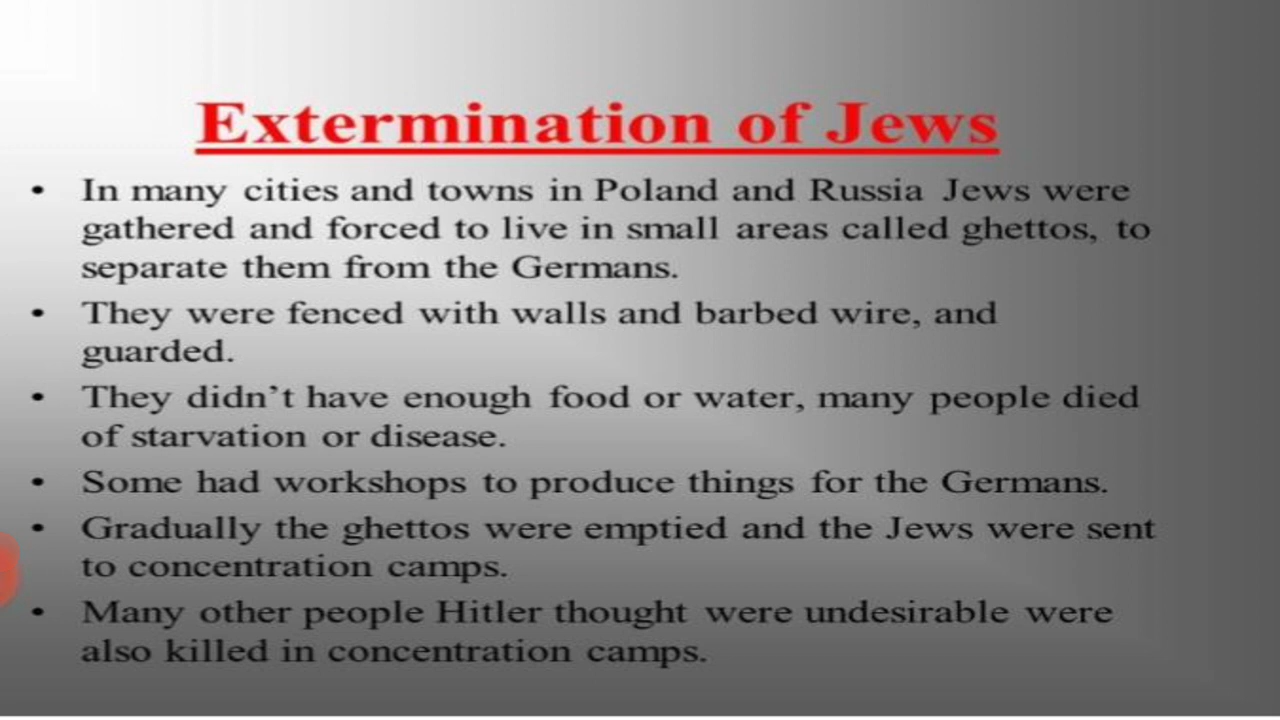 Extermination of Jews
• In many cities and towns in Poland and Russia Jews were
gathered and forced to live in small areas called ghettos, to
separate them from the Germans.
• They were fenced with walls and barbed wire, and
guarded.
• They didn’t have enough food or water, many people died
of starvation or disease.
• Some had workshops to produce things for the Germans.
• Gradually the ghettos were emptied and the Jews were sent
to concentration camps.
• Many other people Hitler thought were undesirable were
also killed in concentration camps.